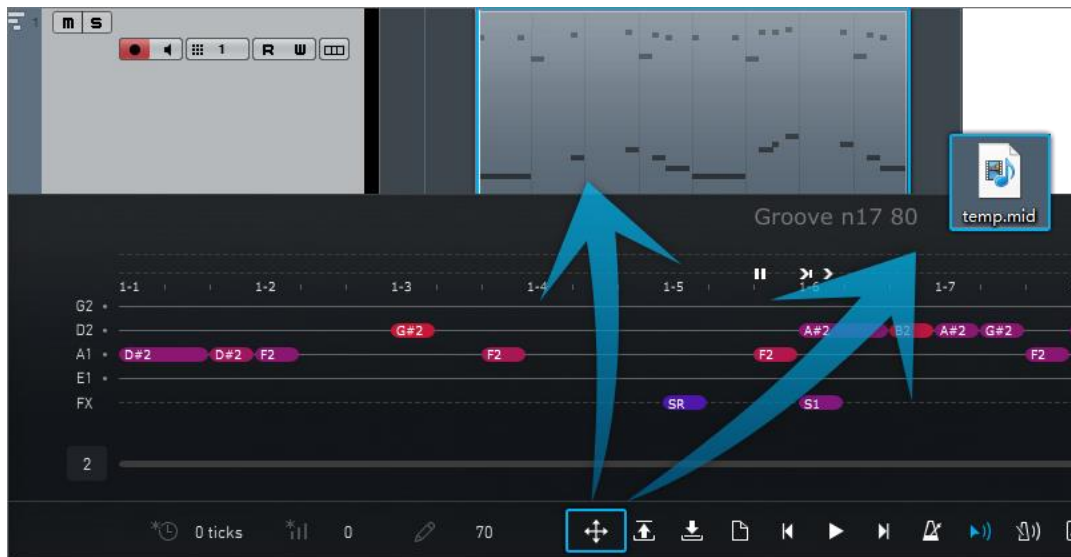 1 m S
1 R W
Groove n17 80
temp.mid
1-1 1-2 1-3 1-4 1-5 1-6 1-7
G2
D2 G#2 A#2 B2 A#2 G#2
A1 D#2 D#2 F2 F2 F2 F2
E1
FX SR S1
2
0 ticks 0 70